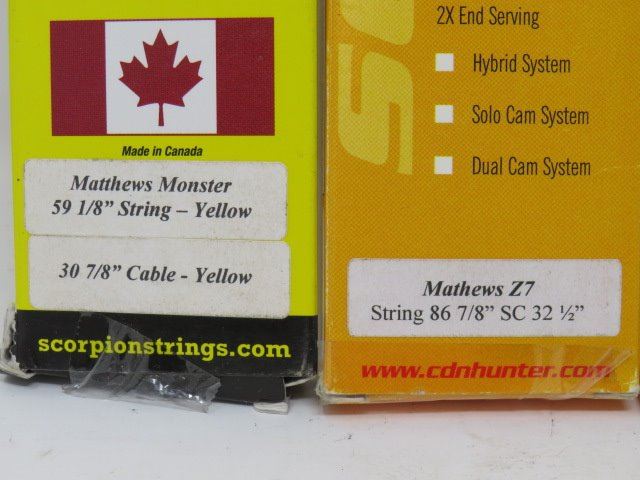 Made in Canada
Matthews Monster
59 1/8” String – Yellow
30 7/8” Cable - Yellow
scorpionstrings.com
2X End Serving
Hybrid System
Solo Cam System
Dual Cam System
Mathews Z7
String 86 7/8” SC 32 ½”
www.cdnhunter.com